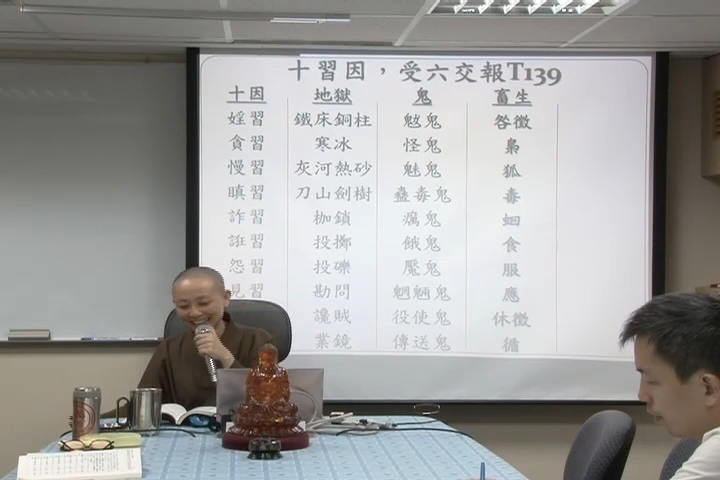 十習因，受六交報T139
十因 地獄 鬼 畜生
婬習 鐵床銅柱 魃鬼 咎徵
貪習 寒冰 怪鬼 梟
慢習 灰河熱砂 魅鬼 狐
瞋習 刀山劍樹 蠱毒鬼 毒
詐習 枷鎖 癘鬼 蛔
誑習 投擲 餓鬼 食
怨習 投礫 魘鬼 服
見習 勘問 魍魎鬼 應
讒賊 役使鬼 休徵
業鏡 傳送鬼 循